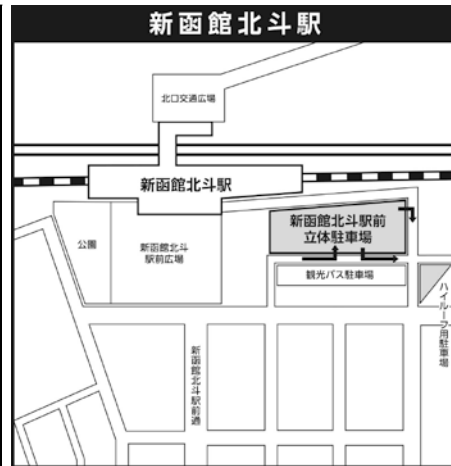 新函館北斗駅
北口交通広場
新函館北斗駅
公園
新函館北斗
駅前広場
新函館北斗駅前
立体駐車場
観光バス駐車場
ハイルーフ用駐車場
新函館北斗駅前通